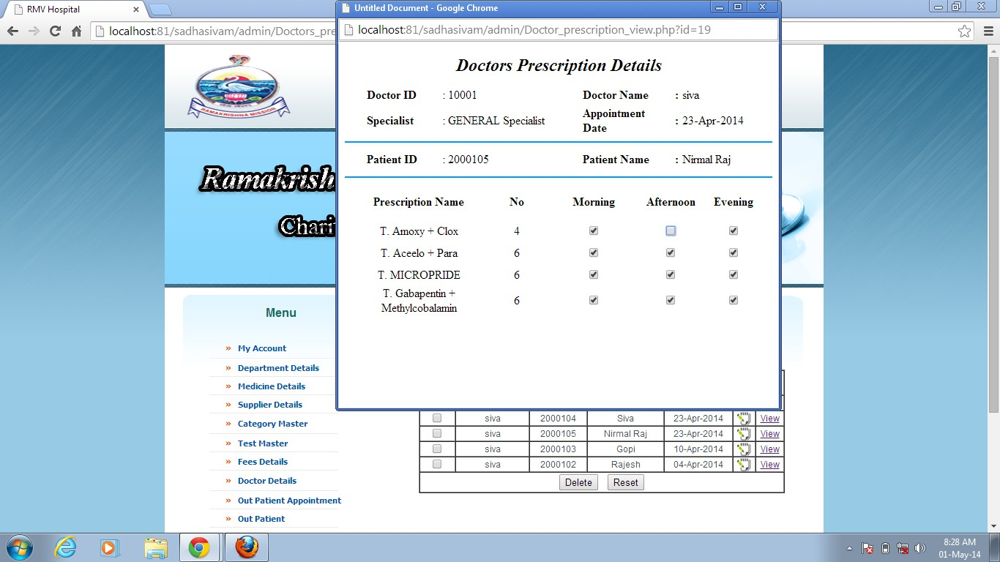 RMV Hospital
Untitled Document - Google Chrome
localhost:81/sadhasivam/admin/Doctors_pre
localhost:81/sadhasivam/admin/Doctor_prescription_view.php?id=19
RAMAKRISHNA MISSION
Ramakrish
Chari
Doctors Prescription Details
Doctor ID : 10001 Doctor Name : siva
Specialist : GENERAL Specialist Appointment Date : 23-Apr-2014
Patient ID : 2000105 Patient Name : Nirmal Raj
Prescription Name No Morning Afternoon Evening
T. Amoxy + Clox 4
T. Aceelo + Para 6
T. MICROPRIDE 6
T. Gabapentin +
Methylcobalamin 6
Menu
» My Account
» Department Details
» Medicine Details
» Supplier Details
» Category Master
» Test Master
» Fees Details
» Doctor Details
» Out Patient Appointment
» Out Patient
siva 2000104 Siva 23-Apr-2014 View
siva 2000105 Nirmal Raj 23-Apr-2014 View
siva 2000103 Gopi 10-Apr-2014 View
siva 2000102 Rajesh 04-Apr-2014 View
Delete Reset
8:28 AM
01-May-14